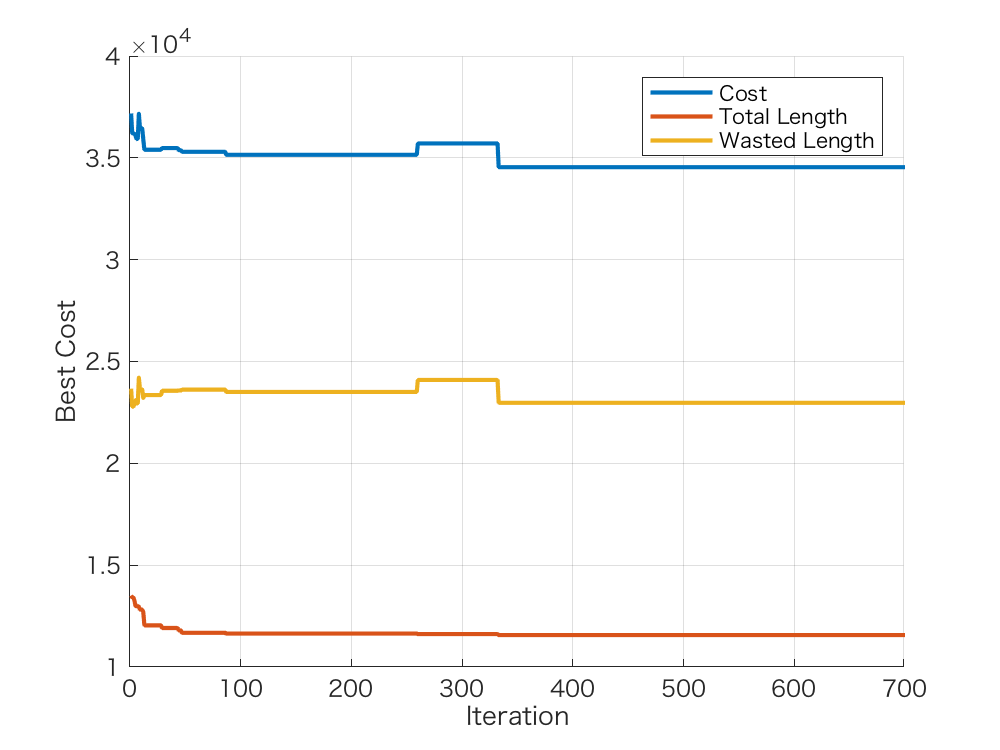 ×10⁴
4
3.5
3
2.5
2
1.5
1
Best Cost
Cost
Total Length
Wasted Length
0 100 200 300 400 500 600 700
Iteration